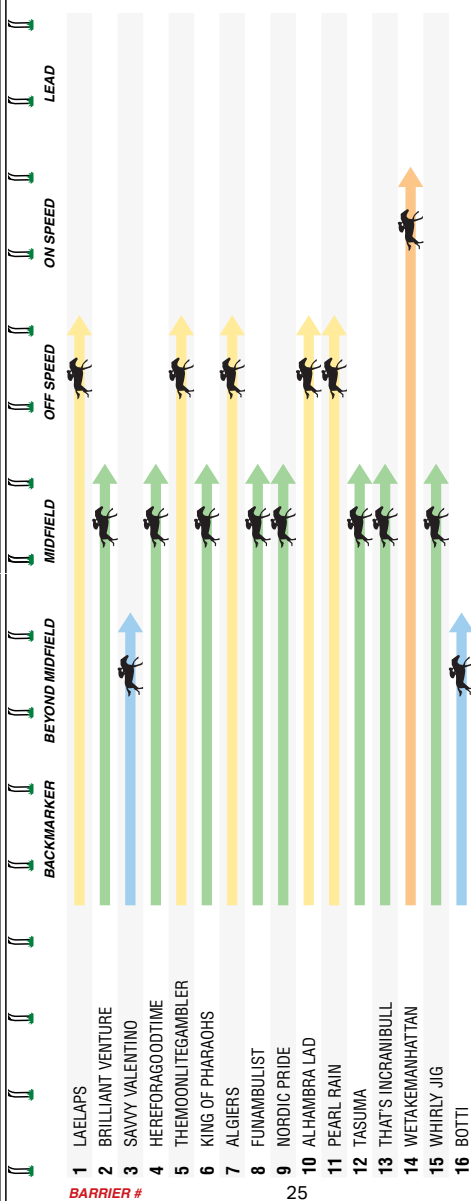 LEAD
ON SPEED
OFF SPEED
MIDFIELD
BEYOND MIDFIELD
BACKMARKER
1 LAELAPS
2 BRILLIANT VENTURE
3 SAVVY VALENTINO
4 HEREFORAGOODTIME
5 THEMOONLITEGAMBLER
6 KING OF PHARAOHS
7 ALGIERS
8 FUNAMBULIST
9 NORDIC PRIDE
10 ALHAMBRA LAD
11 PEARL RAIN
12 TASUMA
13 THAT'S INCRANIBULL
14 WETAKEMANHATTAN
15 WHIRLY JIG
16 BOTTI
BARRIER #
25